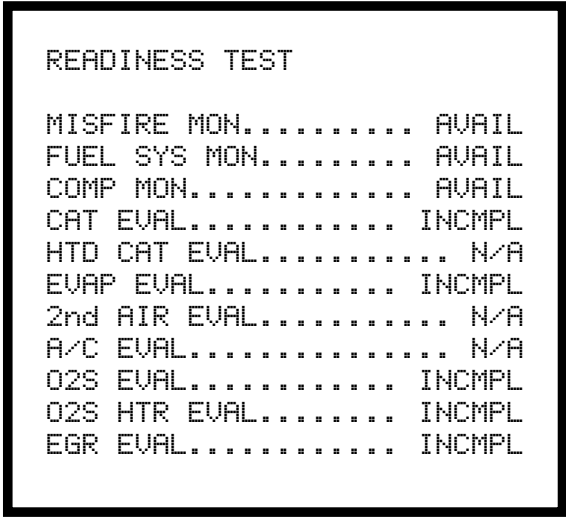 READINESS TEST
MISFIRE MON.......... AVAIL
FUEL SYS MON......... AVAIL
COMP MON............. AVAIL
CAT EVAL............ INCMPL
HTD CAT EVAL........... N/A
EVAP EVAL........... INCMPL
2nd AIR EVAL........... N/A
A/C EVAL............... N/A
O2S EVAL............ INCMPL
O2S HTR EVAL........ INCMPL
EGR EVAL............ INCMPL